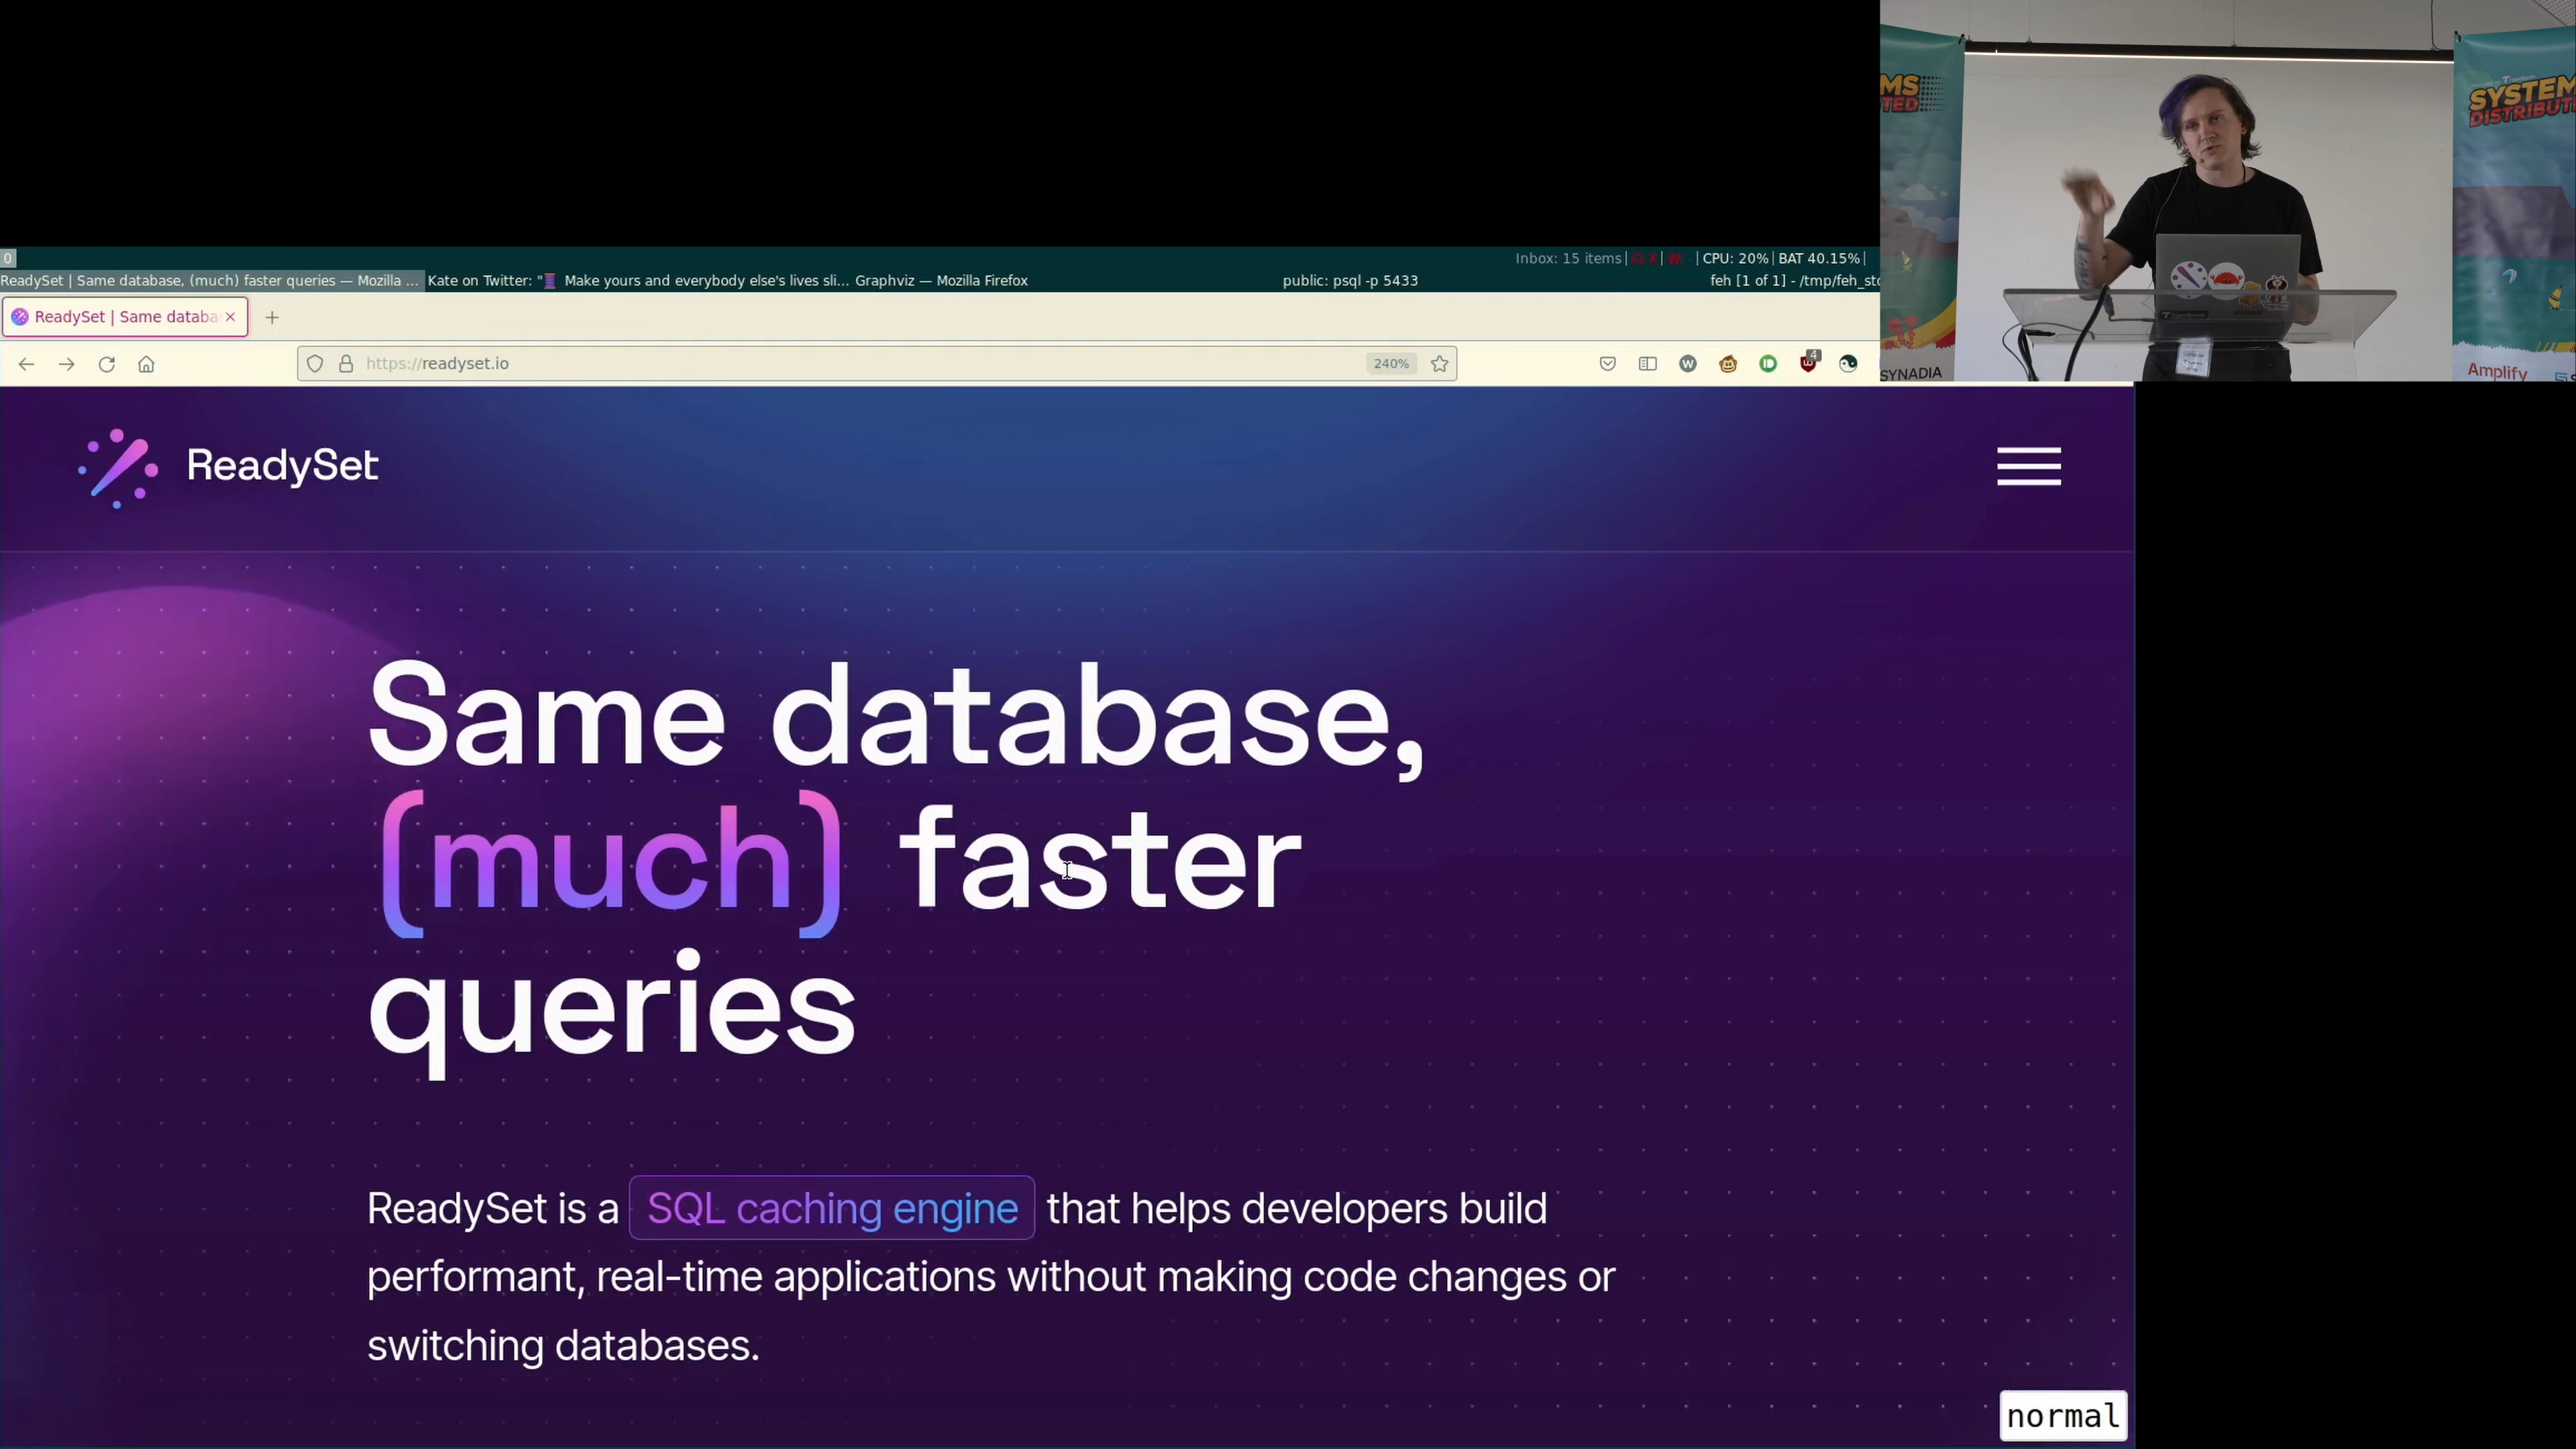 0
Inbox: 15 items
CPU: 20%
BAT 40.15%
ReadySet | Same database, (much) faster queries — Mozilla ...
Kate on Twitter: "🧵 Make yours and everybody else's lives sli...
Graphviz — Mozilla Firefox
public: psql -p 5433
feh [1 of 1] - /tmp/feh_stc
ReadySet | Same databa
https://readyset.io
240%
W
4
ReadySet
Same database,
(much) faster
queries
ReadySet is a SQL caching engine that helps developers build
performant, real-time applications without making code changes or
switching databases.
normal
MS
TED
SYNADIA
SYSTEM
DISTRIBUT
Amplify